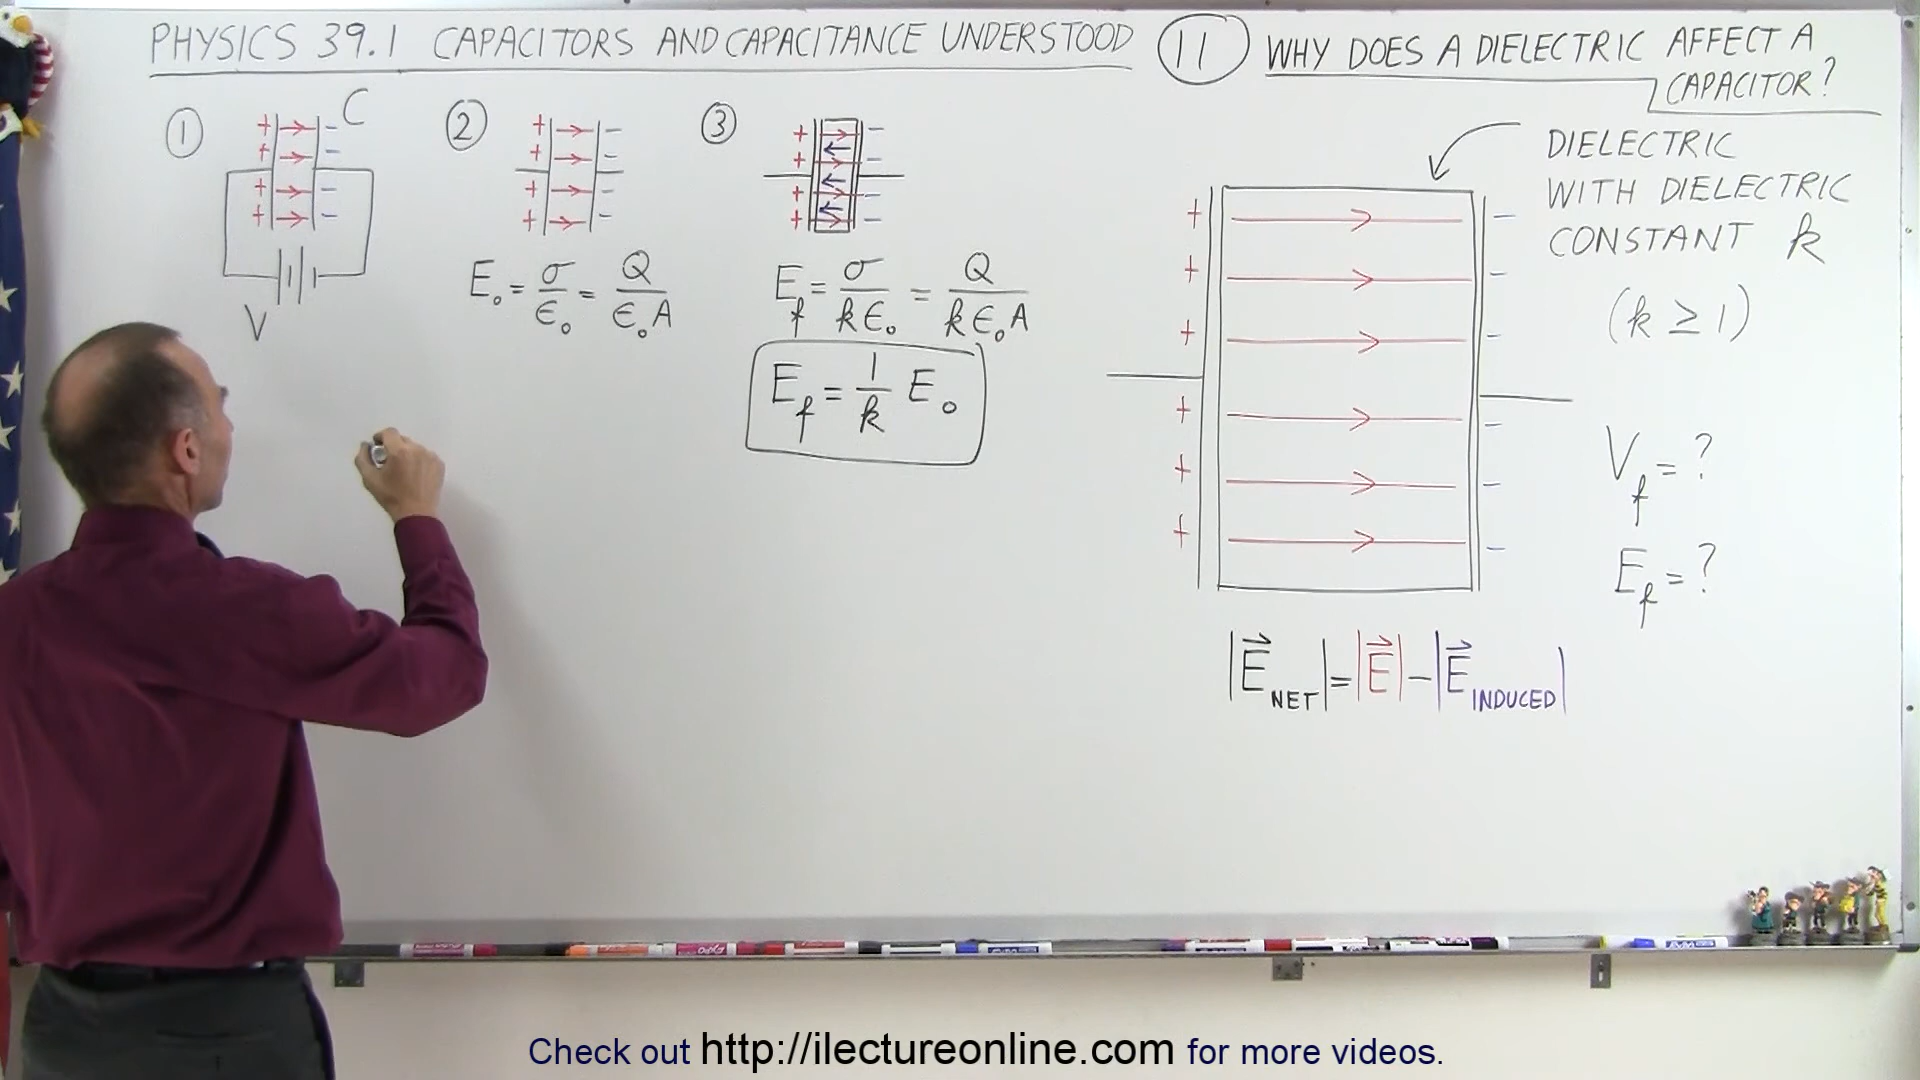 PHYSICS 39.1 CAPACITORS AND CAPACITANCE UNDERSTOOD
11 WHY DOES A DIELECTRIC AFFECT A
CAPACITOR?
1
+ - C
+ -
+ -
+ -
V
2
+ -
+ -
+ -
+ -
E₀ = σ/ϵ₀ = Q/(ϵ₀A)
3
+ -
+ -
+ -
+ -
E_f = σ/(kϵ₀) = Q/(kϵ₀A)
E_f = 1/k E₀
DIELECTRIC
WITH DIELECTRIC
CONSTANT k
(k ≥ 1)
+ -
+ -
+ -
+ -
+ -
+ -
V_f = ?
E_f = ?
|E⃗_NET| = |E⃗| - |E⃗_INDUCED|
Check out http://ilectureonline.com for more videos.